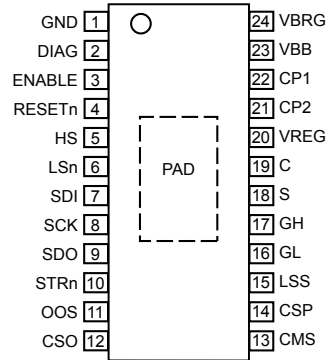 GND 1
DIAG 2
ENABLE 3
RESETn 4
HS 5
LSn 6
SDI 7
SCK 8
SDO 9
STRn 10
OOS 11
CSO 12
PAD
24 VBRG
23 VBB
22 CP1
21 CP2
20 VREG
19 C
18 S
17 GH
16 GL
15 LSS
14 CSP
13 CMS